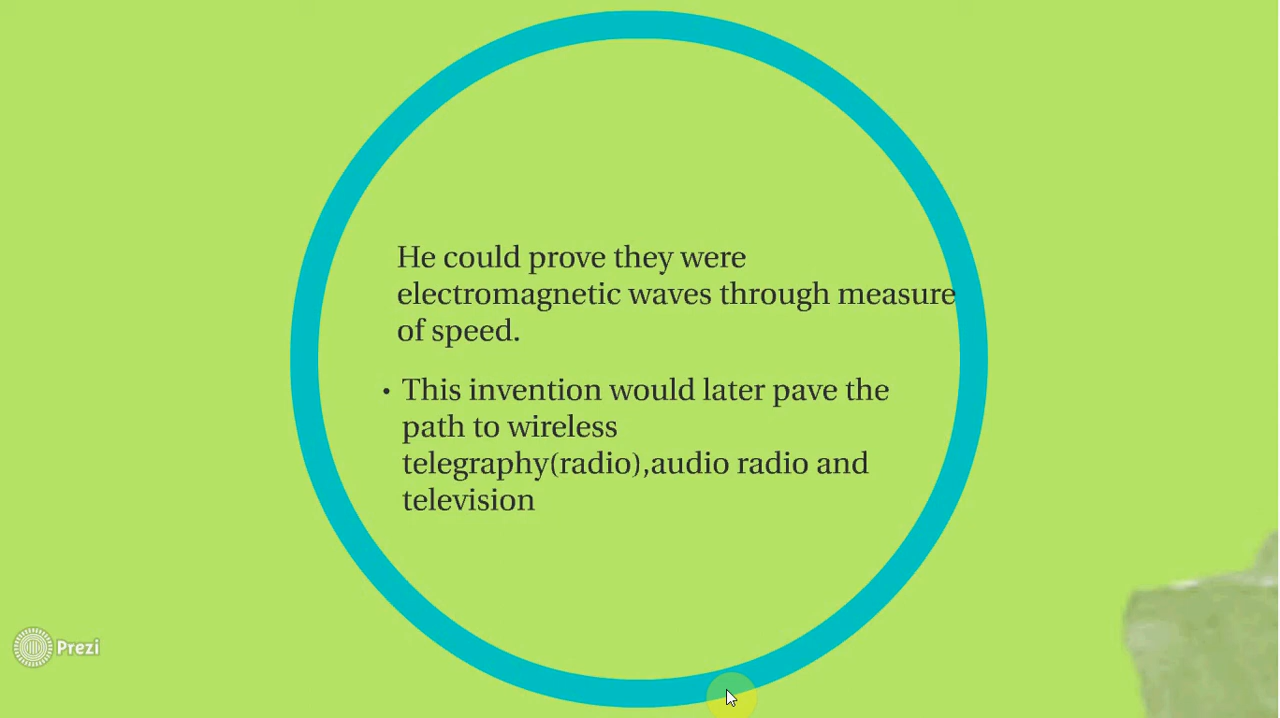 He could prove they were
electromagnetic waves through measure
of speed.
• This invention would later pave the
path to wireless
telegraphy(radio),audio radio and
television
Prezi